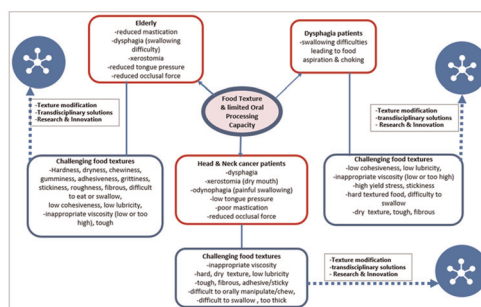 Elderly
-reduced mastication
-dysphagia (swallowing
difficulty)
-xerostomia
-reduced tongue pressure
-reduced occlusal force
Dysphagia patients
-swallowing difficulties
leading to food
aspiration & choking
Food Texture
& limited Oral
Processing
Capacity
-Texture modification
-Transdisciplinary solutions
-Research & Innovation
-Texture modification
-transdisciplinary solutions
- Research & Innovation
Challenging food textures
-Hardness, dryness, chewiness,
gumminess, adhesiveness, grittiness,
stickiness, roughness, fibrous, difficult
to eat or swallow,
low cohesiveness, low lubricity,
-inappropriate viscosity (low or too
high), tough
Head & Neck cancer patients
-dysphagia
-xerostomia (dry mouth)
-odynophagia (painful swallowing)
-low tongue pressure
-poor mastication
-reduced occlusal force
Challenging food textures
-low cohesiveness, low lubricity,
-inappropriate viscosity (low or too high)
-high yield stress, stickiness
-hard textured food, difficulty to
swallow
-dry texture, tough, fibrous
Challenging food textures
-inappropriate viscosity
-hard, dry texture, low lubricity
-tough, fibrous, adhesive/sticky
-difficult to orally manipulate/chew,
-difficult to swallow , too thick
-Texture modification
-transdisciplinary solutions
- Research & Innovation